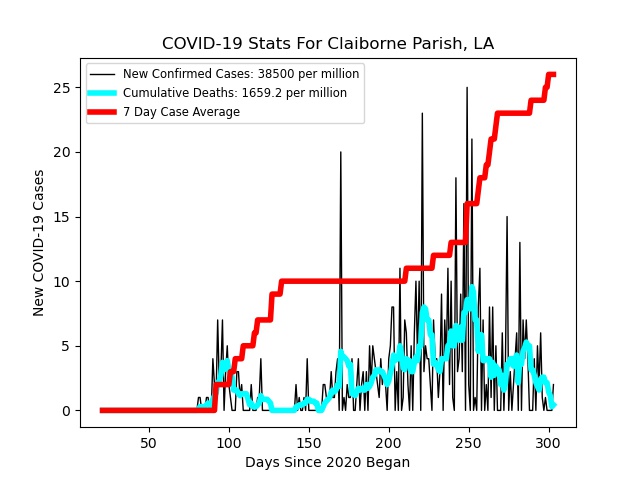 COVID-19 Stats For Claiborne Parish, LA
New Confirmed Cases: 38500 per million
Cumulative Deaths: 1659.2 per million
7 Day Case Average
New COVID-19 Cases
25
20
15
10
5
0
50 100 150 200 250 300
Days Since 2020 Began